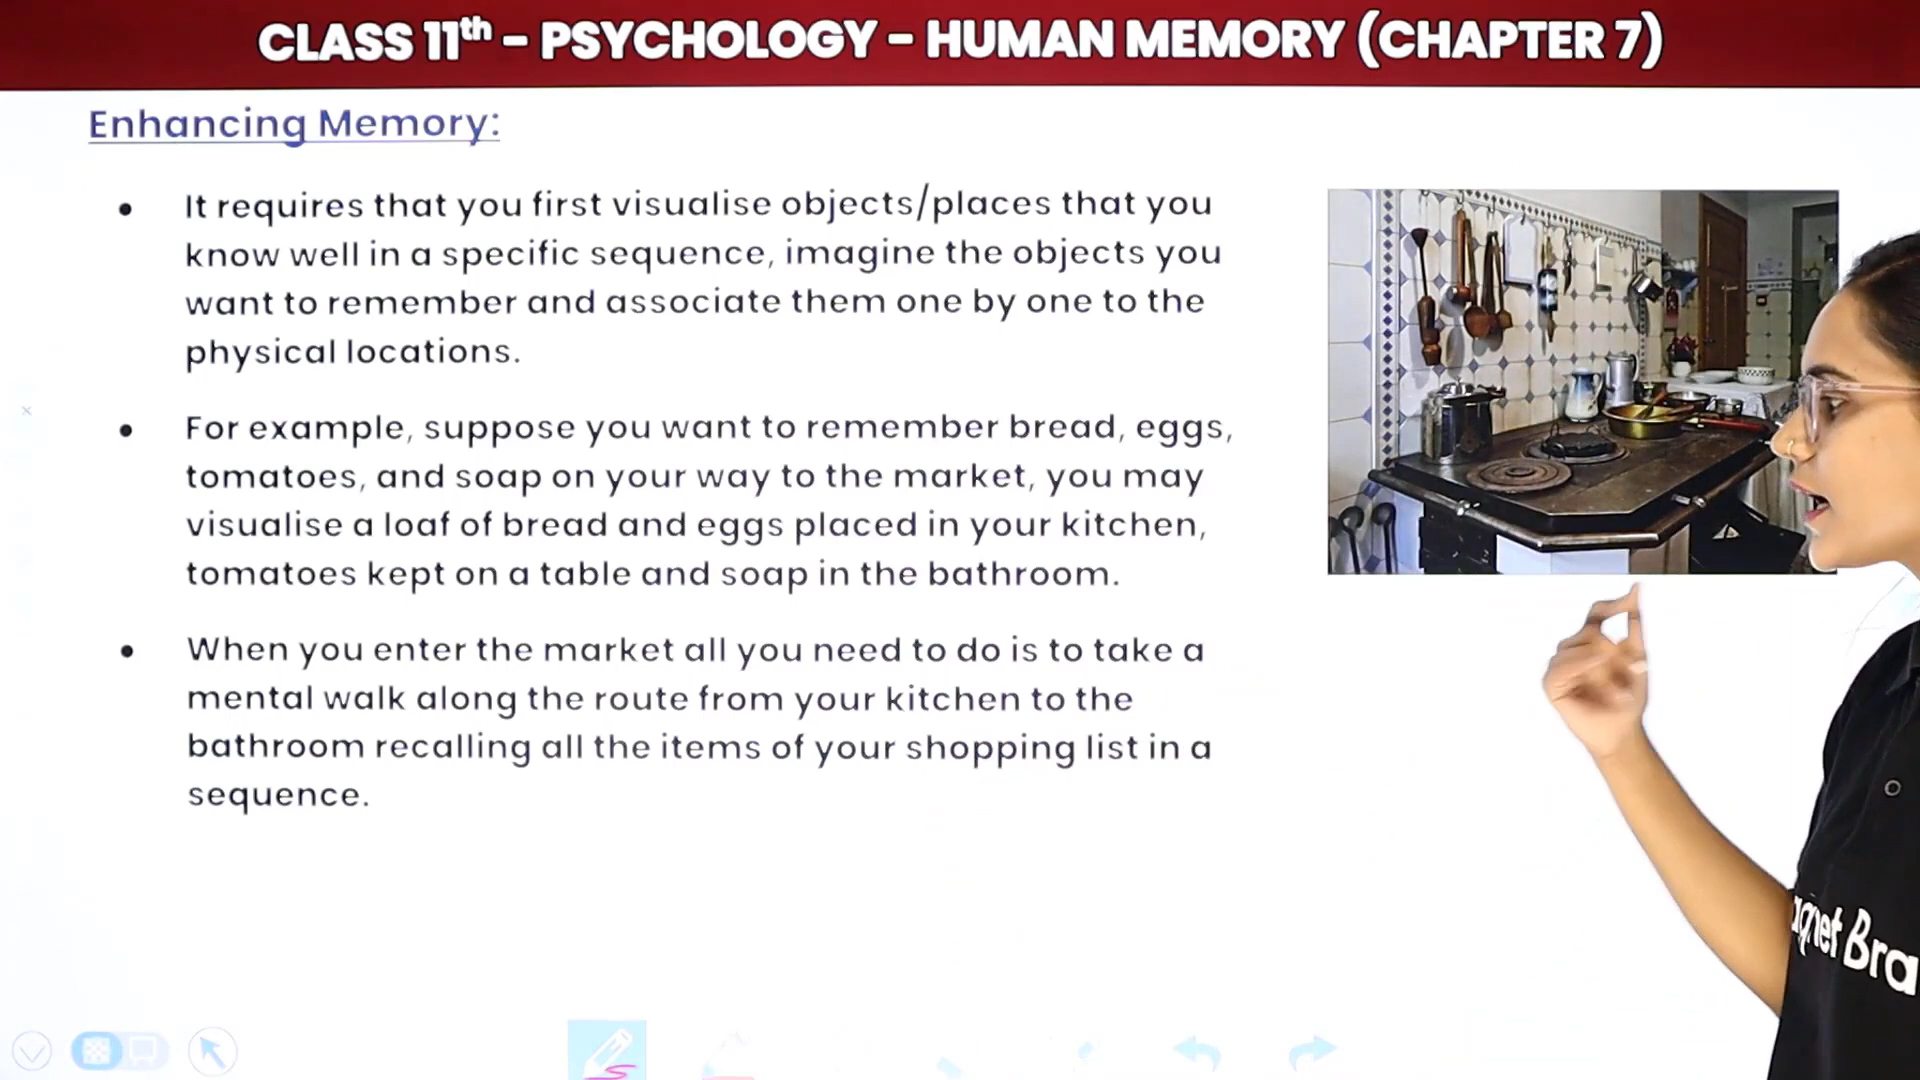 CLASS 11th - PSYCHOLOGY - HUMAN MEMORY (CHAPTER 7)
Enhancing Memory:
• It requires that you first visualise objects/places that you
know well in a specific sequence, imagine the objects you
want to remember and associate them one by one to the
physical locations.
• For example, suppose you want to remember bread, eggs,
tomatoes, and soap on your way to the market, you may
visualise a loaf of bread and eggs placed in your kitchen,
tomatoes kept on a table and soap in the bathroom.
• When you enter the market all you need to do is to take a
mental walk along the route from your kitchen to the
bathroom recalling all the items of your shopping list in a
sequence.
agnet Bra